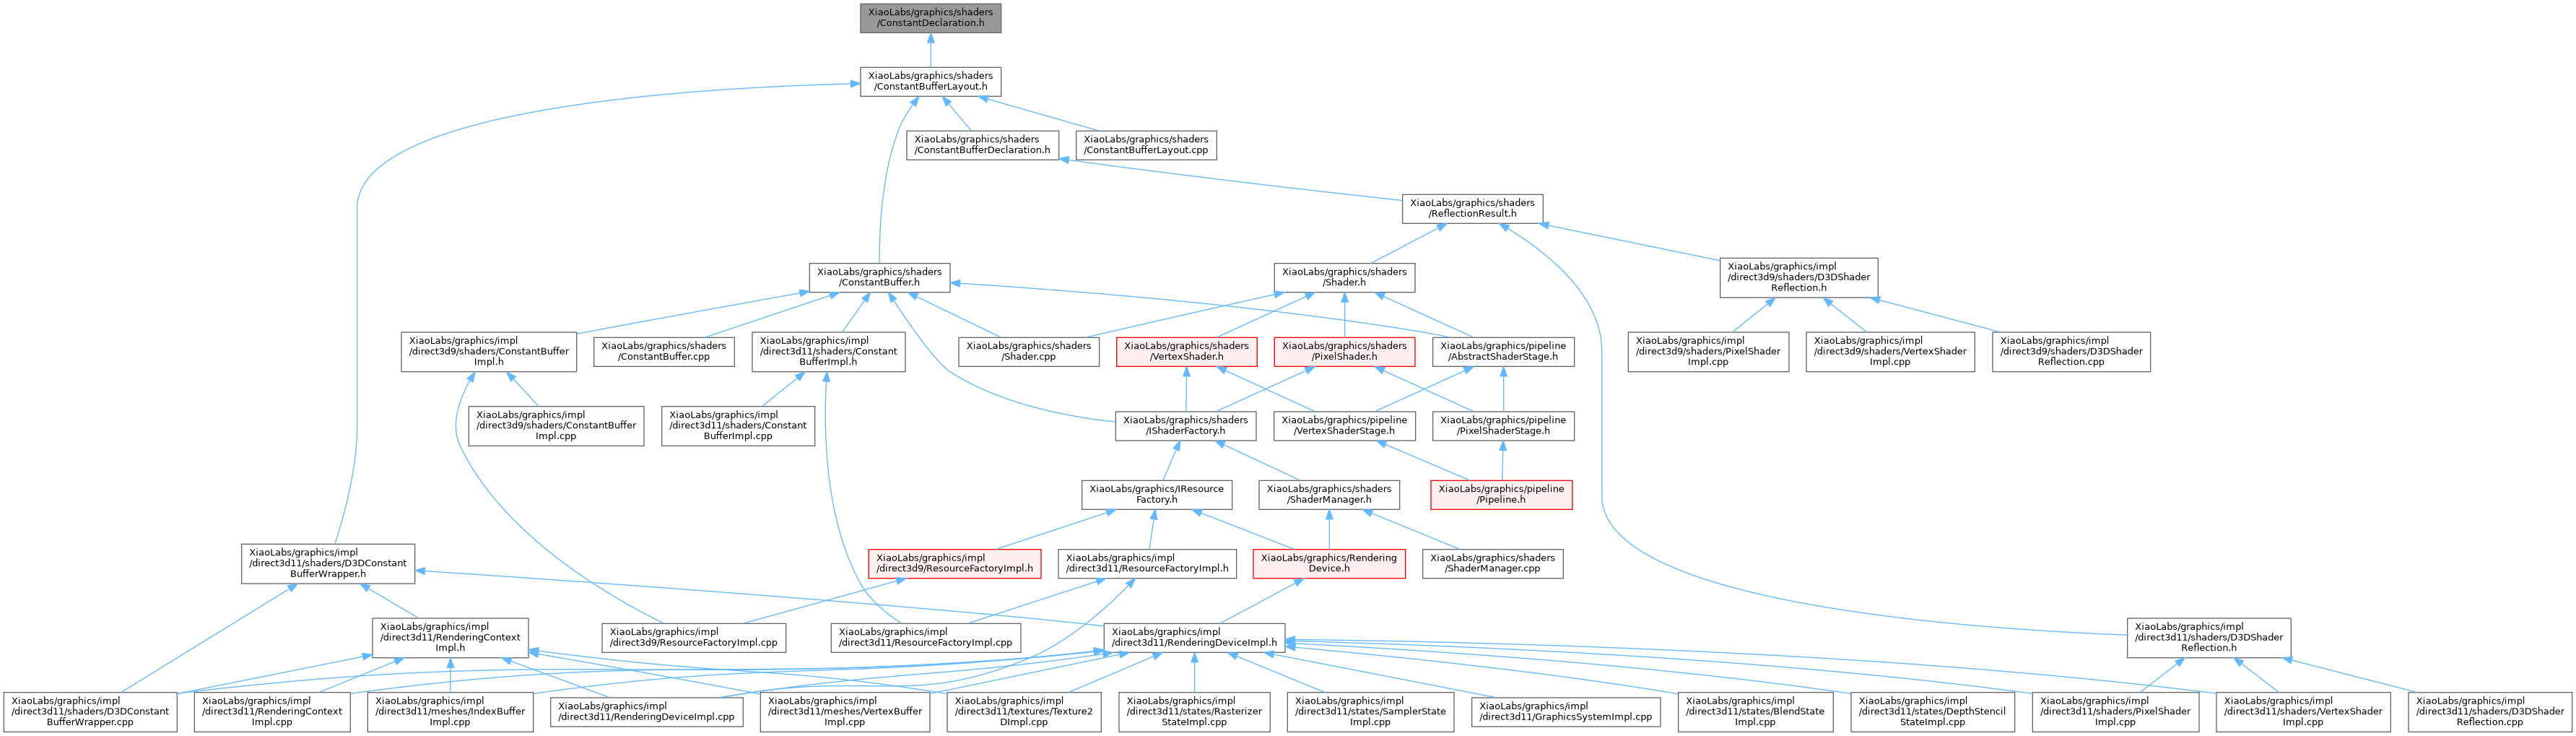 XiaoLabs/graphics/shaders
/ConstantDeclaration.h
XiaoLabs/graphics/shaders
/ConstantBufferLayout.h
XiaoLabs/graphics/shaders
/ConstantBufferDeclaration.h
XiaoLabs/graphics/shaders
/ConstantBufferLayout.cpp
XiaoLabs/graphics/shaders
/ReflectionResult.h
XiaoLabs/graphics/shaders
/ConstantBuffer.h
XiaoLabs/graphics/shaders
/Shader.h
XiaoLabs/graphics/impl
/direct3d9/shaders/D3DShader
Reflection.h
XiaoLabs/graphics/impl
/direct3d9/shaders/ConstantBuffer
Impl.h
XiaoLabs/graphics/shaders
/ConstantBuffer.cpp
XiaoLabs/graphics/impl
/direct3d11/shaders/Constant
BufferImpl.h
XiaoLabs/graphics/shaders
/Shader.cpp
XiaoLabs/graphics/shaders
/VertexShader.h
XiaoLabs/graphics/shaders
/PixelShader.h
XiaoLabs/graphics/pipeline
/AbstractShaderStage.h
XiaoLabs/graphics/impl
/direct3d9/shaders/PixelShader
Impl.cpp
XiaoLabs/graphics/impl
/direct3d9/shaders/VertexShader
Impl.cpp
XiaoLabs/graphics/impl
/direct3d9/shaders/D3DShader
Reflection.cpp
XiaoLabs/graphics/impl
/direct3d9/shaders/ConstantBuffer
Impl.cpp
XiaoLabs/graphics/impl
/direct3d11/shaders/Constant
BufferImpl.cpp
XiaoLabs/graphics/shaders
/IShaderFactory.h
XiaoLabs/graphics/pipeline
/VertexShaderStage.h
XiaoLabs/graphics/pipeline
/PixelShaderStage.h
XiaoLabs/graphics/IResource
Factory.h
XiaoLabs/graphics/shaders
/ShaderManager.h
XiaoLabs/graphics/pipeline
/Pipeline.h
XiaoLabs/graphics/impl
/direct3d11/shaders/D3DConstant
BufferWrapper.h
XiaoLabs/graphics/impl
/direct3d9/ResourceFactoryImpl.h
XiaoLabs/graphics/impl
/direct3d11/ResourceFactoryImpl.h
XiaoLabs/graphics/Rendering
Device.h
XiaoLabs/graphics/shaders
/ShaderManager.cpp
XiaoLabs/graphics/impl
/direct3d11/RenderingContext
Impl.h
XiaoLabs/graphics/impl
/direct3d9/ResourceFactoryImpl.cpp
XiaoLabs/graphics/impl
/direct3d11/ResourceFactoryImpl.cpp
XiaoLabs/graphics/impl
/direct3d11/RenderingDeviceImpl.h
XiaoLabs/graphics/impl
/direct3d11/shaders/D3DShader
Reflection.h
XiaoLabs/graphics/impl
/direct3d11/shaders/D3DConstant
BufferWrapper.cpp
XiaoLabs/graphics/impl
/direct3d11/RenderingContext
Impl.cpp
XiaoLabs/graphics/impl
/direct3d11/meshes/IndexBuffer
Impl.cpp
XiaoLabs/graphics/impl
/direct3d11/RenderingDeviceImpl.cpp
XiaoLabs/graphics/impl
/direct3d11/meshes/VertexBuffer
Impl.cpp
XiaoLabs/graphics/impl
/direct3d11/textures/Texture2
DImpl.cpp
XiaoLabs/graphics/impl
/direct3d11/states/Rasterizer
StateImpl.cpp
XiaoLabs/graphics/impl
/direct3d11/states/SamplerState
Impl.cpp
XiaoLabs/graphics/impl
/direct3d11/GraphicsSystemImpl.cpp
XiaoLabs/graphics/impl
/direct3d11/states/BlendState
Impl.cpp
XiaoLabs/graphics/impl
/direct3d11/states/DepthStencil
StateImpl.cpp
XiaoLabs/graphics/impl
/direct3d11/shaders/PixelShader
Impl.cpp
XiaoLabs/graphics/impl
/direct3d11/shaders/VertexShader
Impl.cpp
XiaoLabs/graphics/impl
/direct3d11/shaders/D3DShader
Reflection.cpp